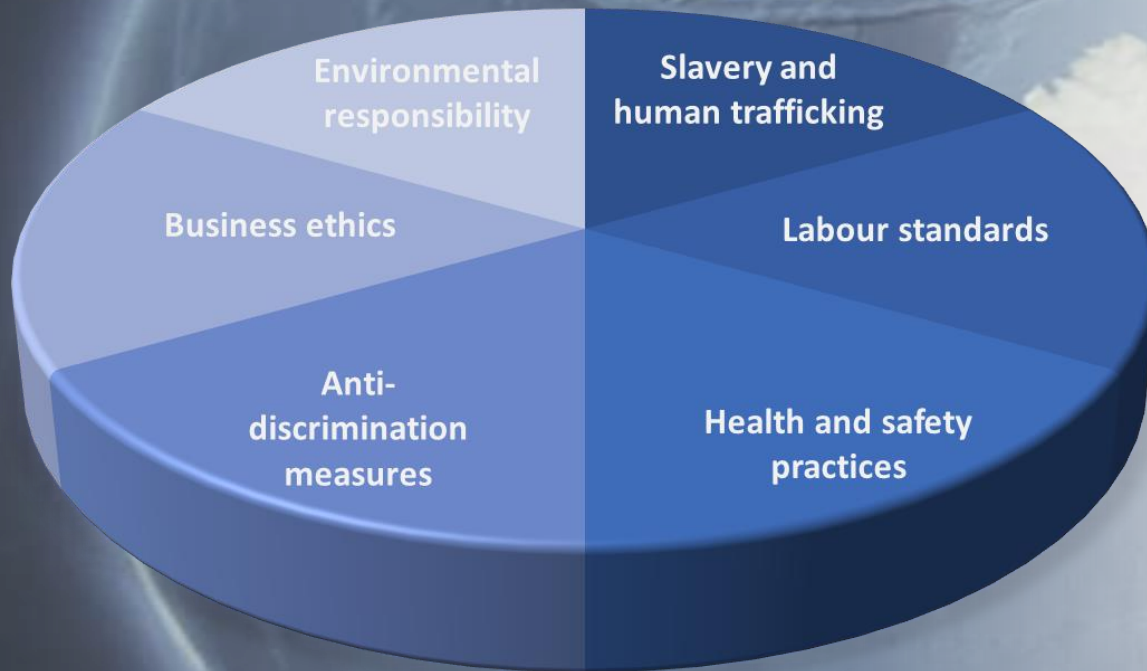 Environmental
responsibility
Slavery and
human trafficking
Business ethics
Labour standards
Anti-
discrimination
measures
Health and safety
practices